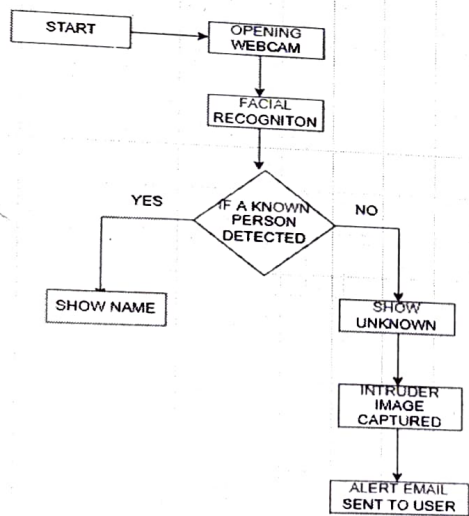 START
OPENING
WEBCAM
FACIAL
RECOGNITON
IF A KNOWN
PERSON
DETECTED
YES
NO
SHOW NAME
SHOW
UNKNOWN
INTRUDER
IMAGE
CAPTURED
ALERT EMAIL
SENT TO USER